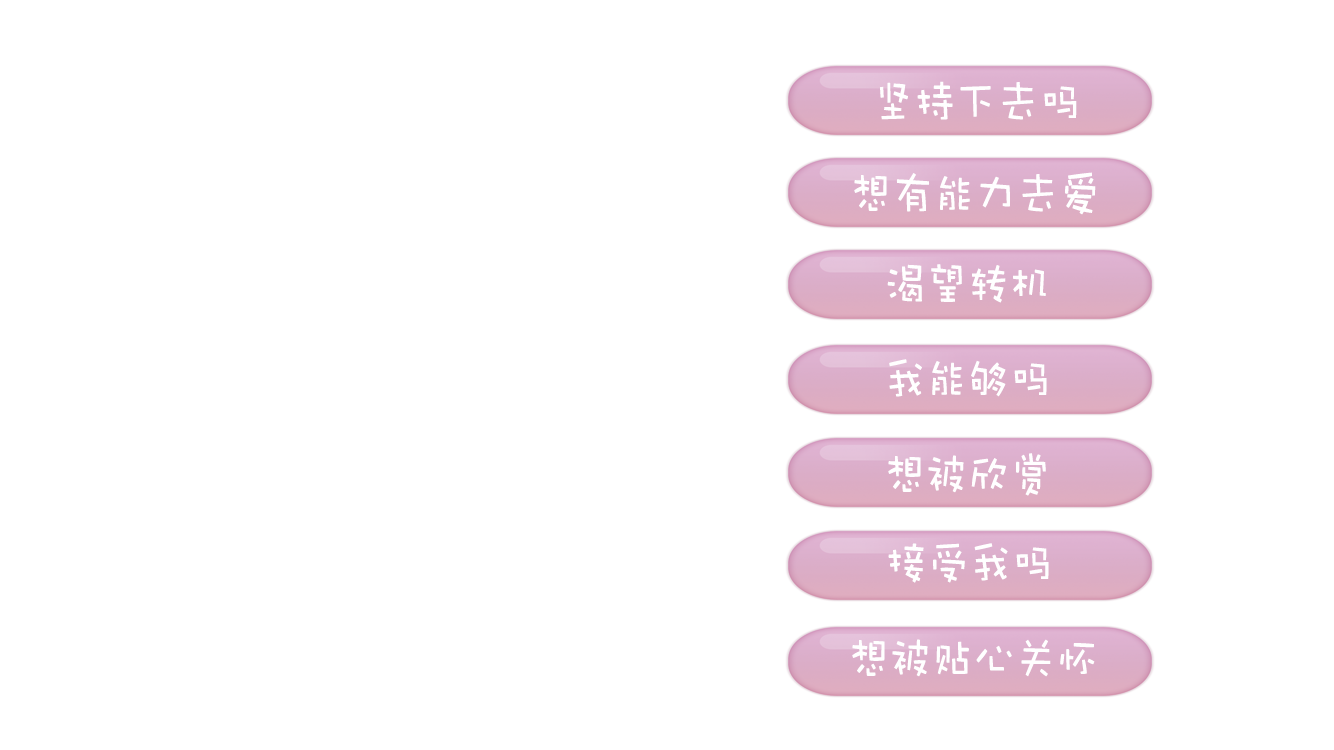 坚持下去吗
想有能力去爱
渴望转机
我能够吗
想被欣赏
接受我吗
想被贴心关怀